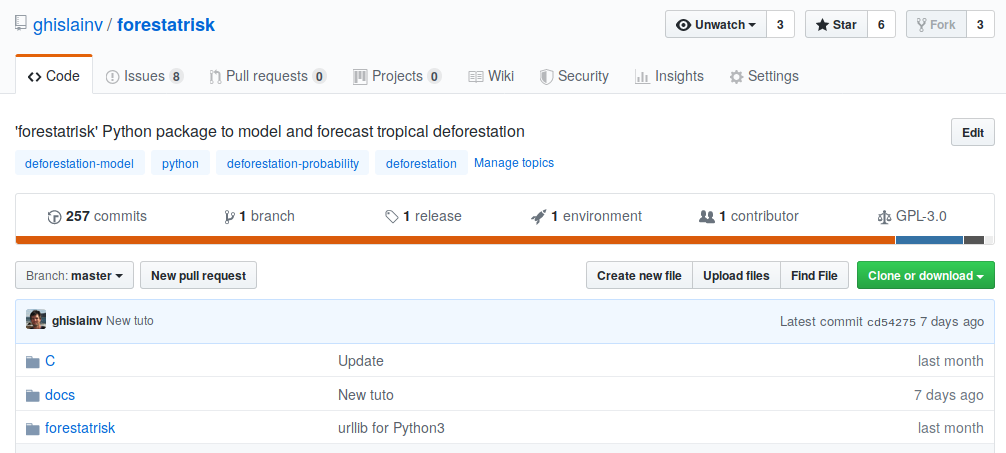 ghislainv / forestatrisk Unwatch 3 Star 6 Fork 3
Code Issues 8 Pull requests 0 Projects 0 Wiki Security Insights Settings
'forestatrisk' Python package to model and forecast tropical deforestation Edit
deforestation-model python deforestation-probability deforestation Manage topics
257 commits 1 branch 1 release 1 environment 1 contributor GPL-3.0
Branch: master New pull request Create new file Upload files Find File Clone or download
ghislainv New tuto Latest commit cd54275 7 days ago
C Update last month
docs New tuto 7 days ago
forestatrisk urllib for Python3 last month